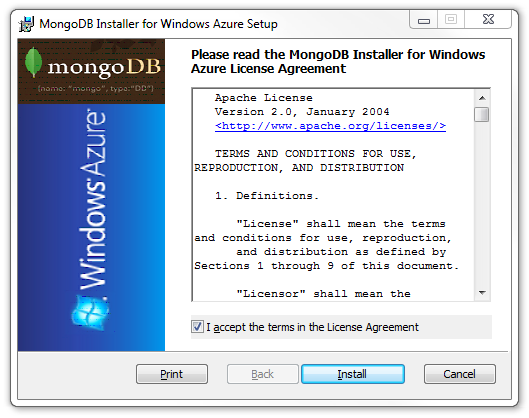 MongoDB Installer for Windows Azure Setup
mongoDB
{name: "mongo", type:"DB"}
Windows Azure
Please read the MongoDB Installer for Windows
Azure License Agreement
Apache License
Version 2.0, January 2004
<http://www.apache.org/licenses/>
TERMS AND CONDITIONS FOR USE,
REPRODUCTION, AND DISTRIBUTION
1. Definitions.
"License" shall mean the terms
and conditions for use, reproduction,
and distribution as defined by
Sections 1 through 9 of this document.
"Licensor" shall mean the
I accept the terms in the License Agreement
Print
Back
Install
Cancel